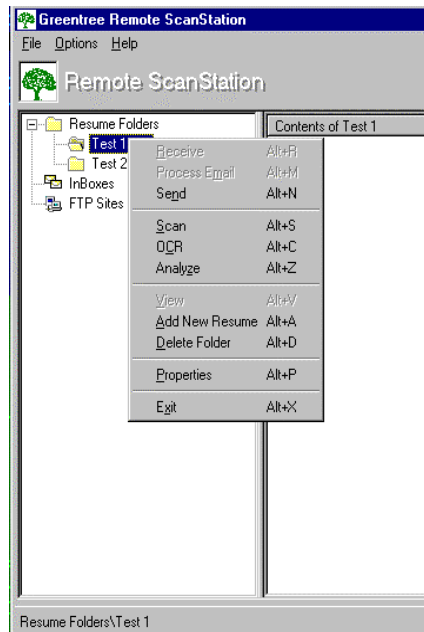 Greentree Remote ScanStation
File Options Help
Remote ScanStation
Resume Folders
Contents of Test 1
Test 1
Receive Alt+R
Test 2
Process Email Alt+M
InBoxes
Send Alt+N
FTP Sites
Scan Alt+S
OCR Alt+C
Analyze Alt+Z
View Alt+V
Add New Resume Alt+A
Delete Folder Alt+D
Properties Alt+P
Exit Alt+X
Resume Folders\Test 1